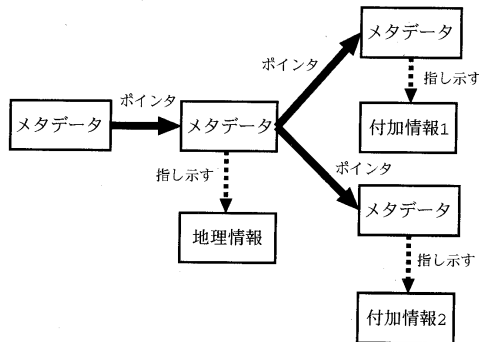 メタデータ
ポインタ
メタデータ
指し示す
地理情報
ポインタ
メタデータ
指し示す
付加情報1
ポインタ
メタデータ
指し示す
付加情報2